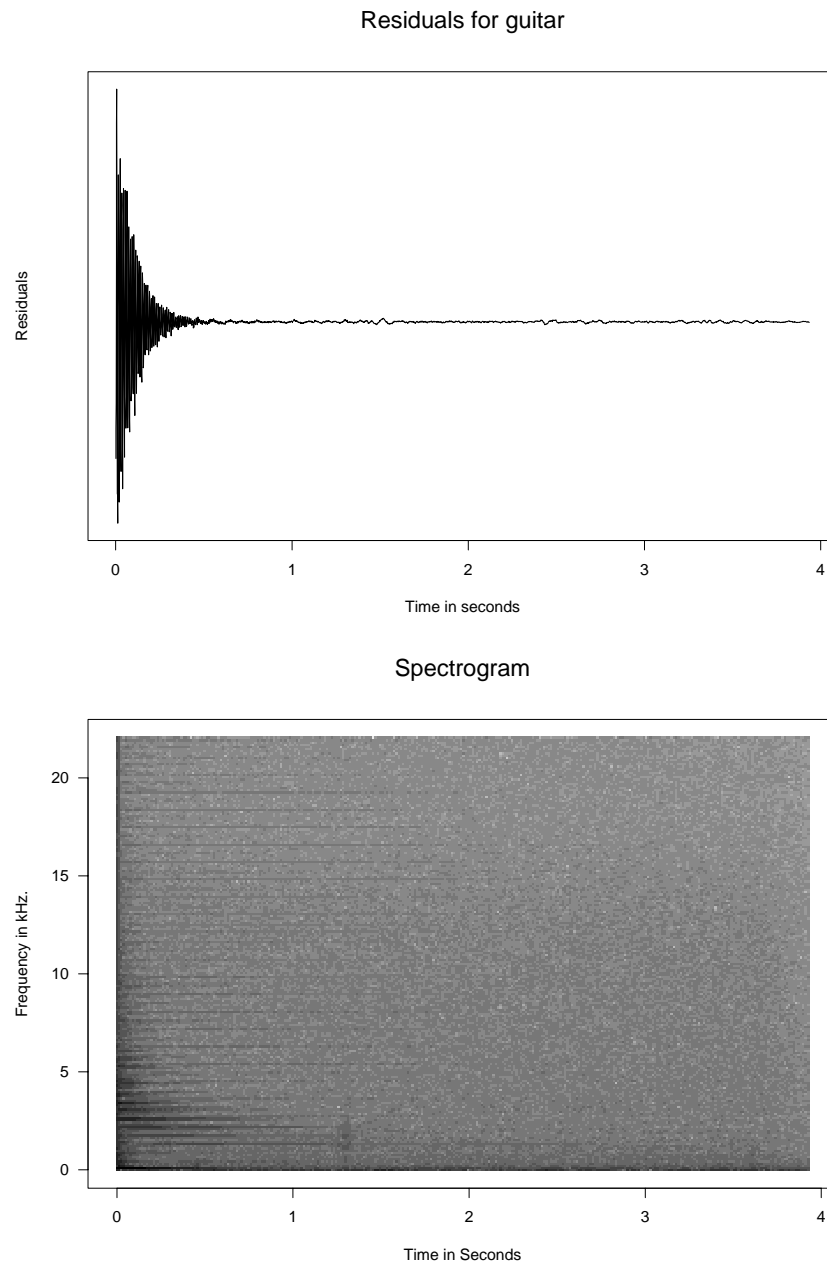 Residuals for guitar
Residuals
0 1 2 3 4
Time in seconds
Spectrogram
Frequency in kHz.
20
15
10
5
0
0 1 2 3 4
Time in Seconds